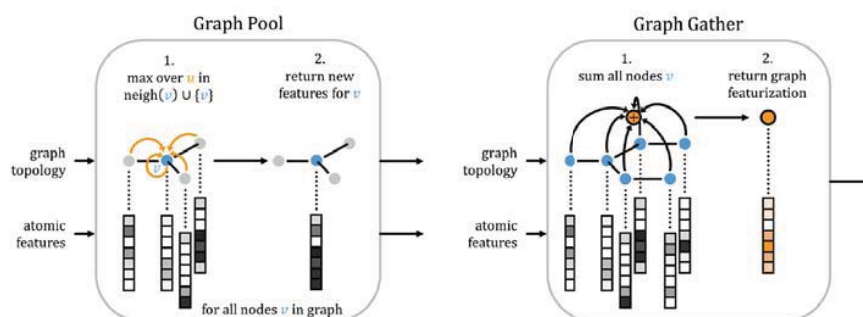 Graph Pool
1.
max over u in
neigh(v) ∪ {v}
2.
return new
features for v
graph
topology
v
atomic
features
for all nodes v in graph
Graph Gather
1.
sum all nodes v
2.
return graph
featurization
+
graph
topology
atomic
features